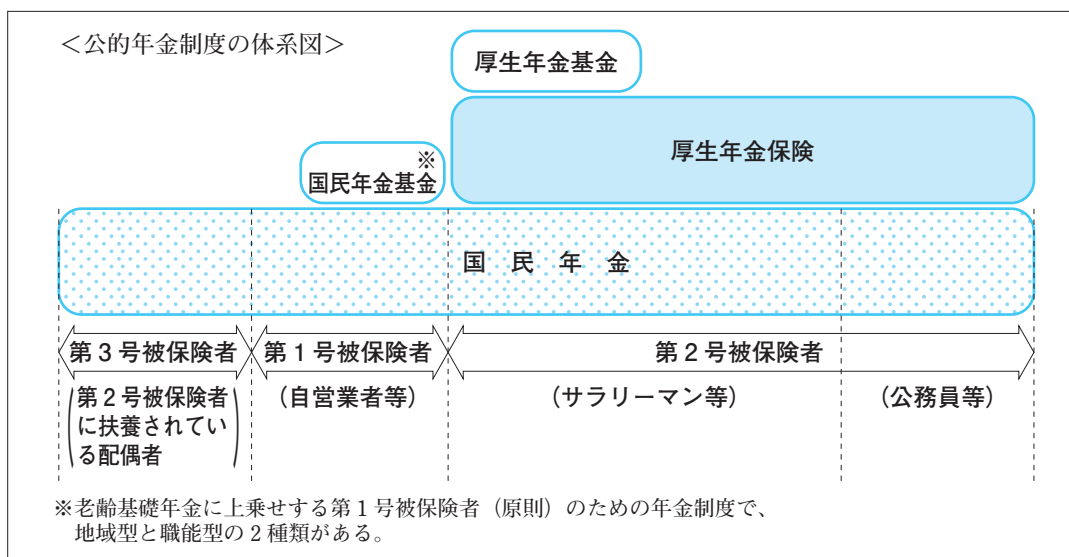 <公的年金制度の体系図>
厚生年金基金
厚生年金保険
※
国民年金基金
国 民 年 金
第3号被保険者
第1号被保険者
第2号被保険者
(第2号被保険者
に扶養されてい
る配偶者)
(自営業者等)
(サラリーマン等)
(公務員等)
※老齢基礎年金に上乗せする第1号被保険者(原則)のための年金制度で、
地域型と職能型の2種類がある。